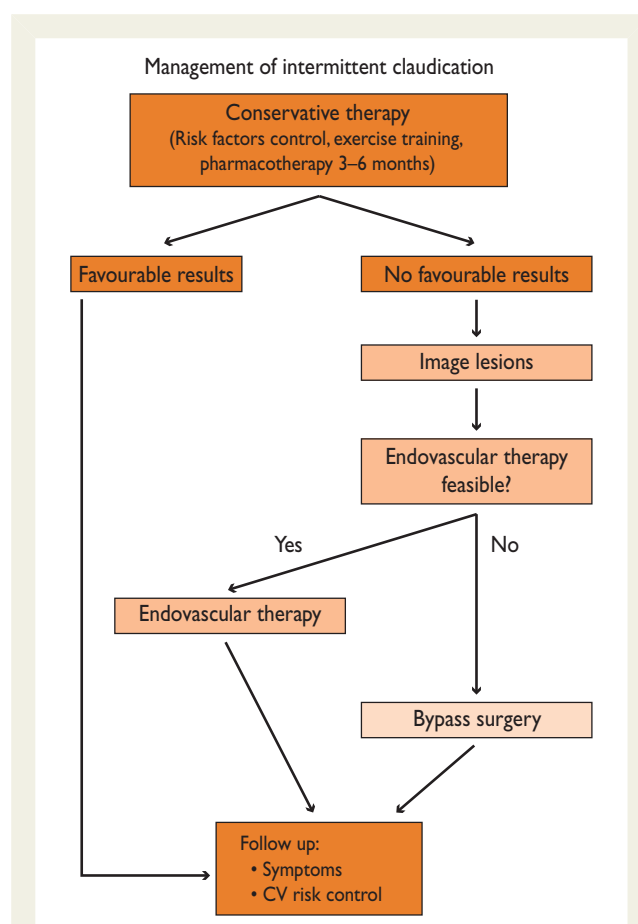 Management of intermittent claudication
Conservative therapy
(Risk factors control, exercise training,
pharmacotherapy 3–6 months)
Favourable results
No favourable results
Image lesions
Endovascular therapy
feasible?
Yes
No
Endovascular therapy
Bypass surgery
Follow up:
• Symptoms
• CV risk control